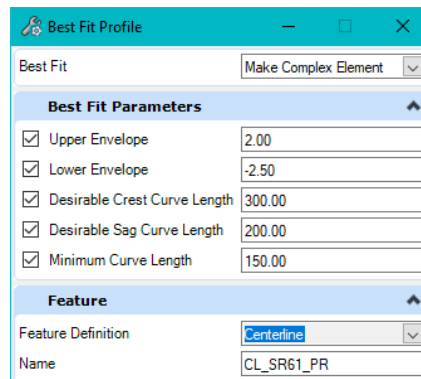 Best Fit Profile
Best Fit Make Complex Element
Best Fit Parameters
Upper Envelope 2.00
Lower Envelope -2.50
Desirable Crest Curve Length 300.00
Desirable Sag Curve Length 200.00
Minimum Curve Length 150.00
Feature
Feature Definition Centerline
Name CL_SR61_PR